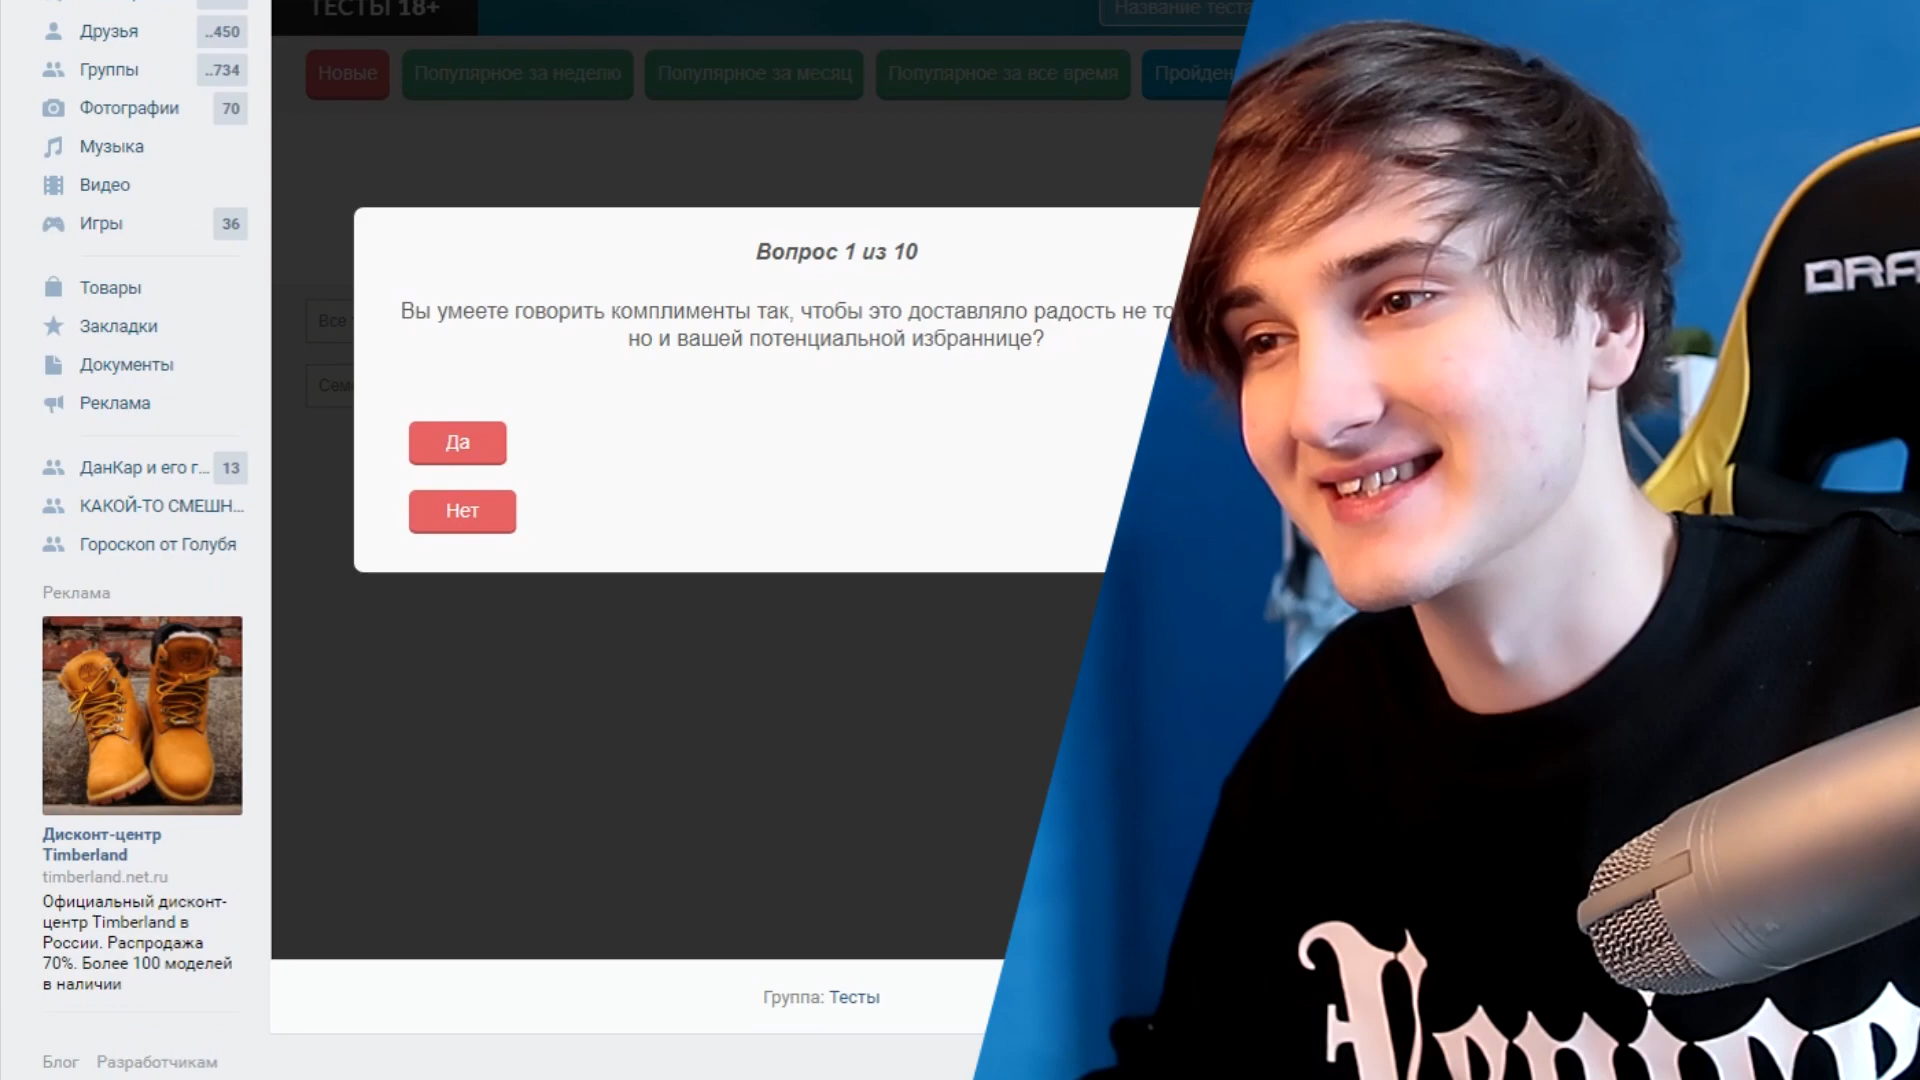 ТЕСТЫ 18+
Название теста
Друзья
..450
Группы
..734
Новые
Популярное за неделю
Популярное за месяц
Популярное за все время
Фотографии
70
Музыка
Видео
Игры
36
Вопрос 1 из 10
Вы умеете говорить комплименты так, чтобы это доставляло радость не
но и вашей потенциальной избраннице?
Да
Нет
Товары
Закладки
Документы
Реклама
ДанКар и его г...
13
КАКОЙ-ТО СМЕШН...
Гороскоп от Голубя
Реклама
Дисконт-центр
Timberland
timberland.net.ru
Официальный дисконт-
центр Timberland в
России. Распродажа
70%. Более 100 моделей
в наличии
Группа: Тесты
Блог Разработчикам